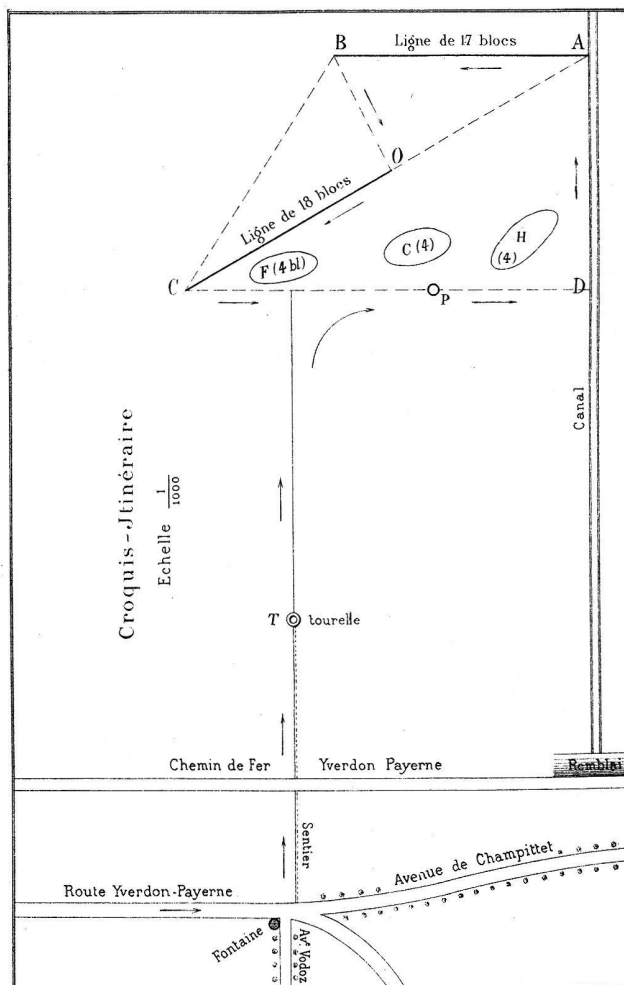 B
Ligne de 17 blocs
A
O
Ligne de 18 blocs
C
F (4 bl)
C (4)
H
(4)
P
D
Canal
Croquis-Jtinéraire
Echelle 1/1000
T
tourelle
Chemin de Fer
Yverdon Payerne
Remblai
Sentier
Avenue de Champittet
Route Yverdon-Payerne
Fontaine
Avᵉ Vodoz